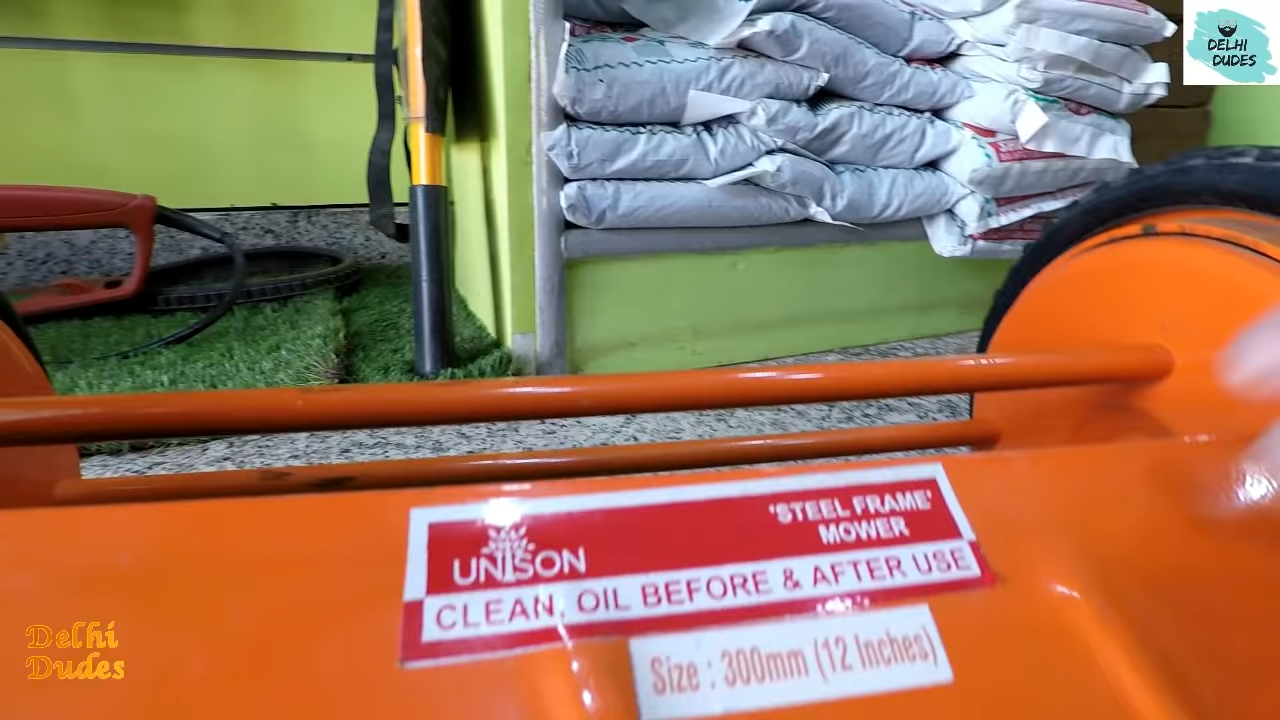 DELHI
DUDES
'STEEL FRAME'
MOWER
UNISON
CLEAN, OIL BEFORE & AFTER USE
Size : 300mm (12 Inches)
Delhi
Dudes